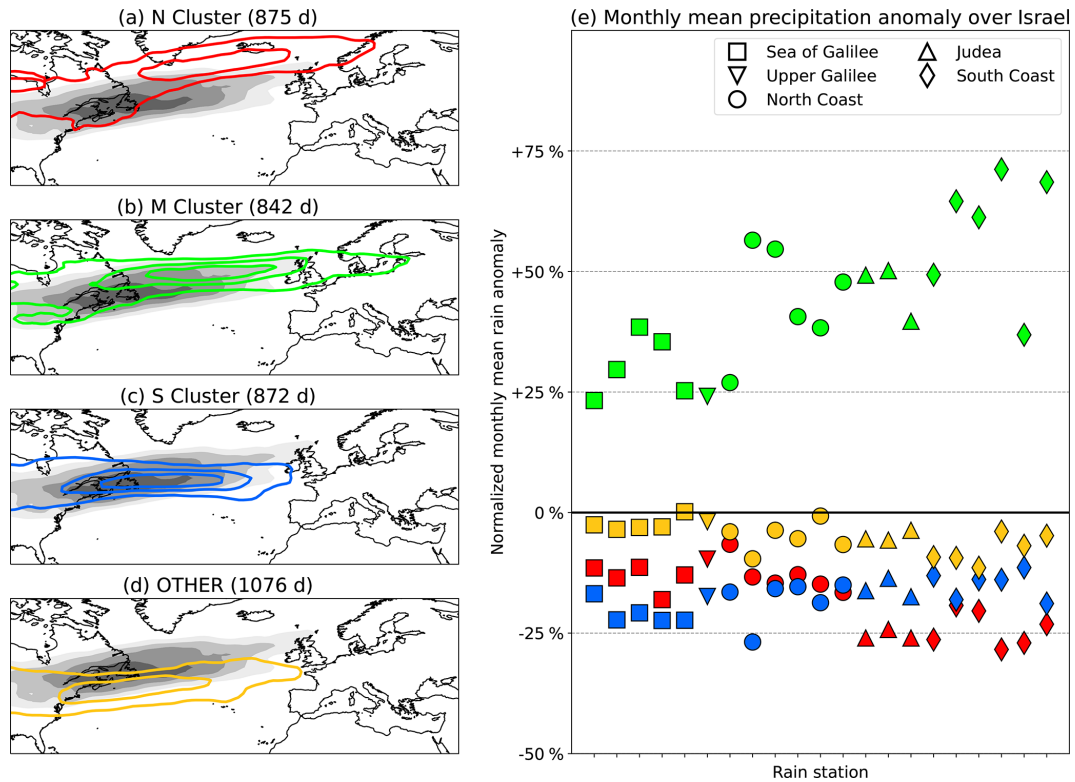 (a) N Cluster (875 d)
(b) M Cluster (842 d)
(c) S Cluster (872 d)
(d) OTHER (1076 d)
(e) Monthly mean precipitation anomaly over Israel
Sea of Galilee
Upper Galilee
North Coast
Judea
South Coast
Normalized monthly mean rain anomaly
+75 %
+50 %
+25 %
0 %
-25 %
-50 %
Rain station